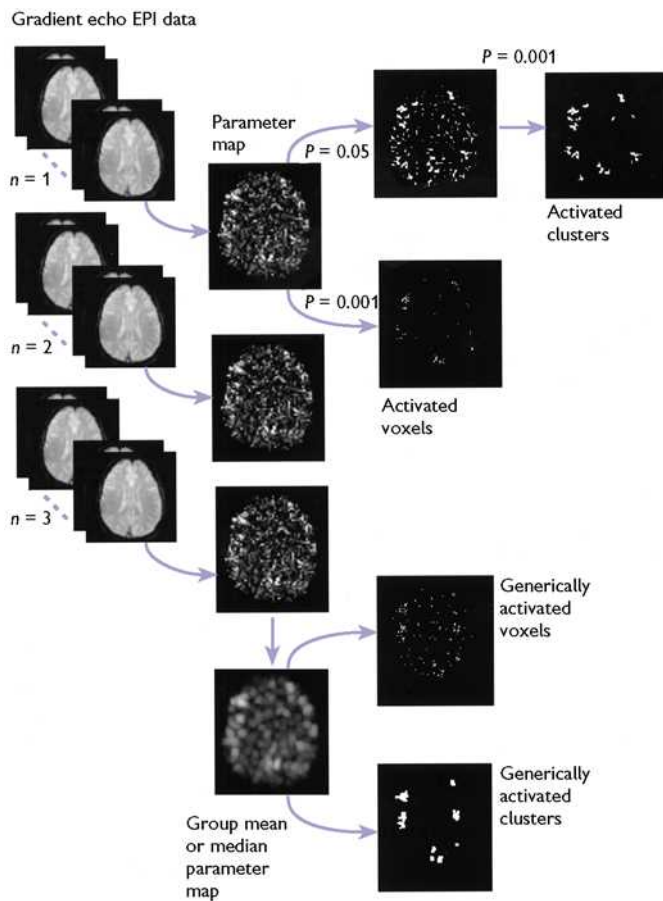 Gradient echo EPI data
P = 0.001
Parameter
map
P = 0.05
n = 1
Activated
clusters
P = 0.001
n = 2
Activated
voxels
n = 3
Generically
activated
voxels
Generically
activated
clusters
Group mean
or median
parameter
map